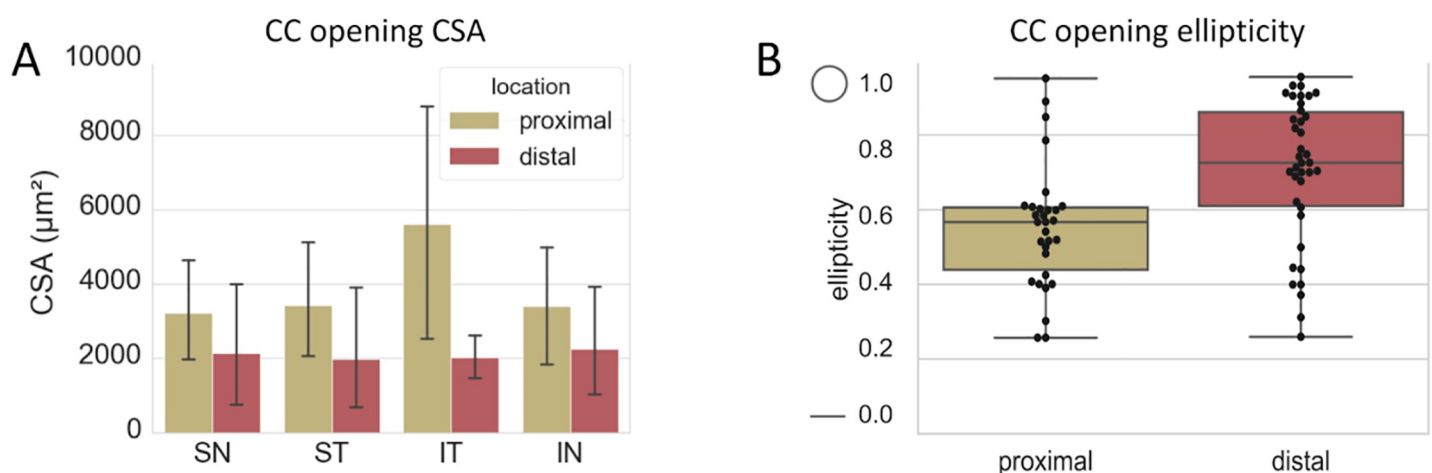 A
CC opening CSA
CSA (µm²)
10000
8000
6000
4000
2000
0
location
proximal
distal
SN ST IT IN
B
CC opening ellipticity
ellipticity
1.0
0.8
0.6
0.4
0.2
0.0
proximal distal